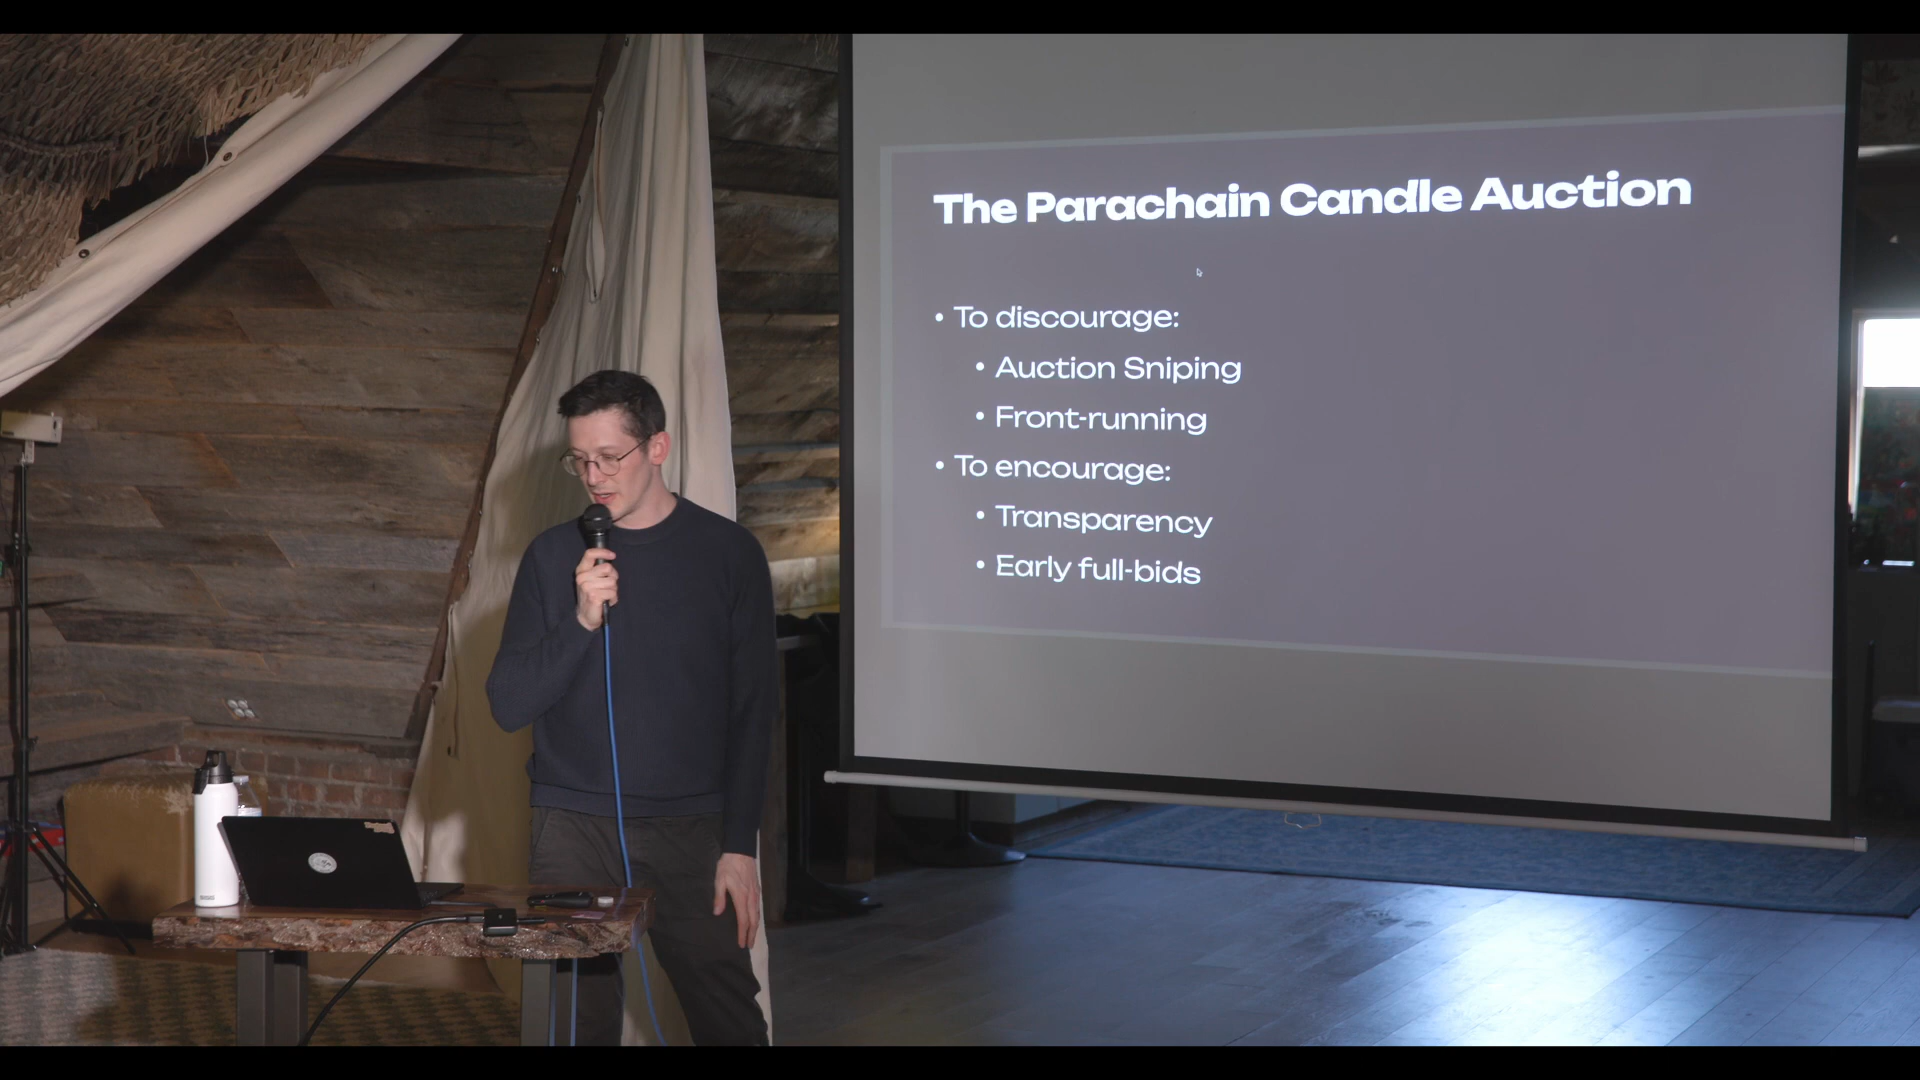 The Parachain Candle Auction
• To discourage:
• Auction Sniping
• Front-running
• To encourage:
• Transparency
• Early full-bids